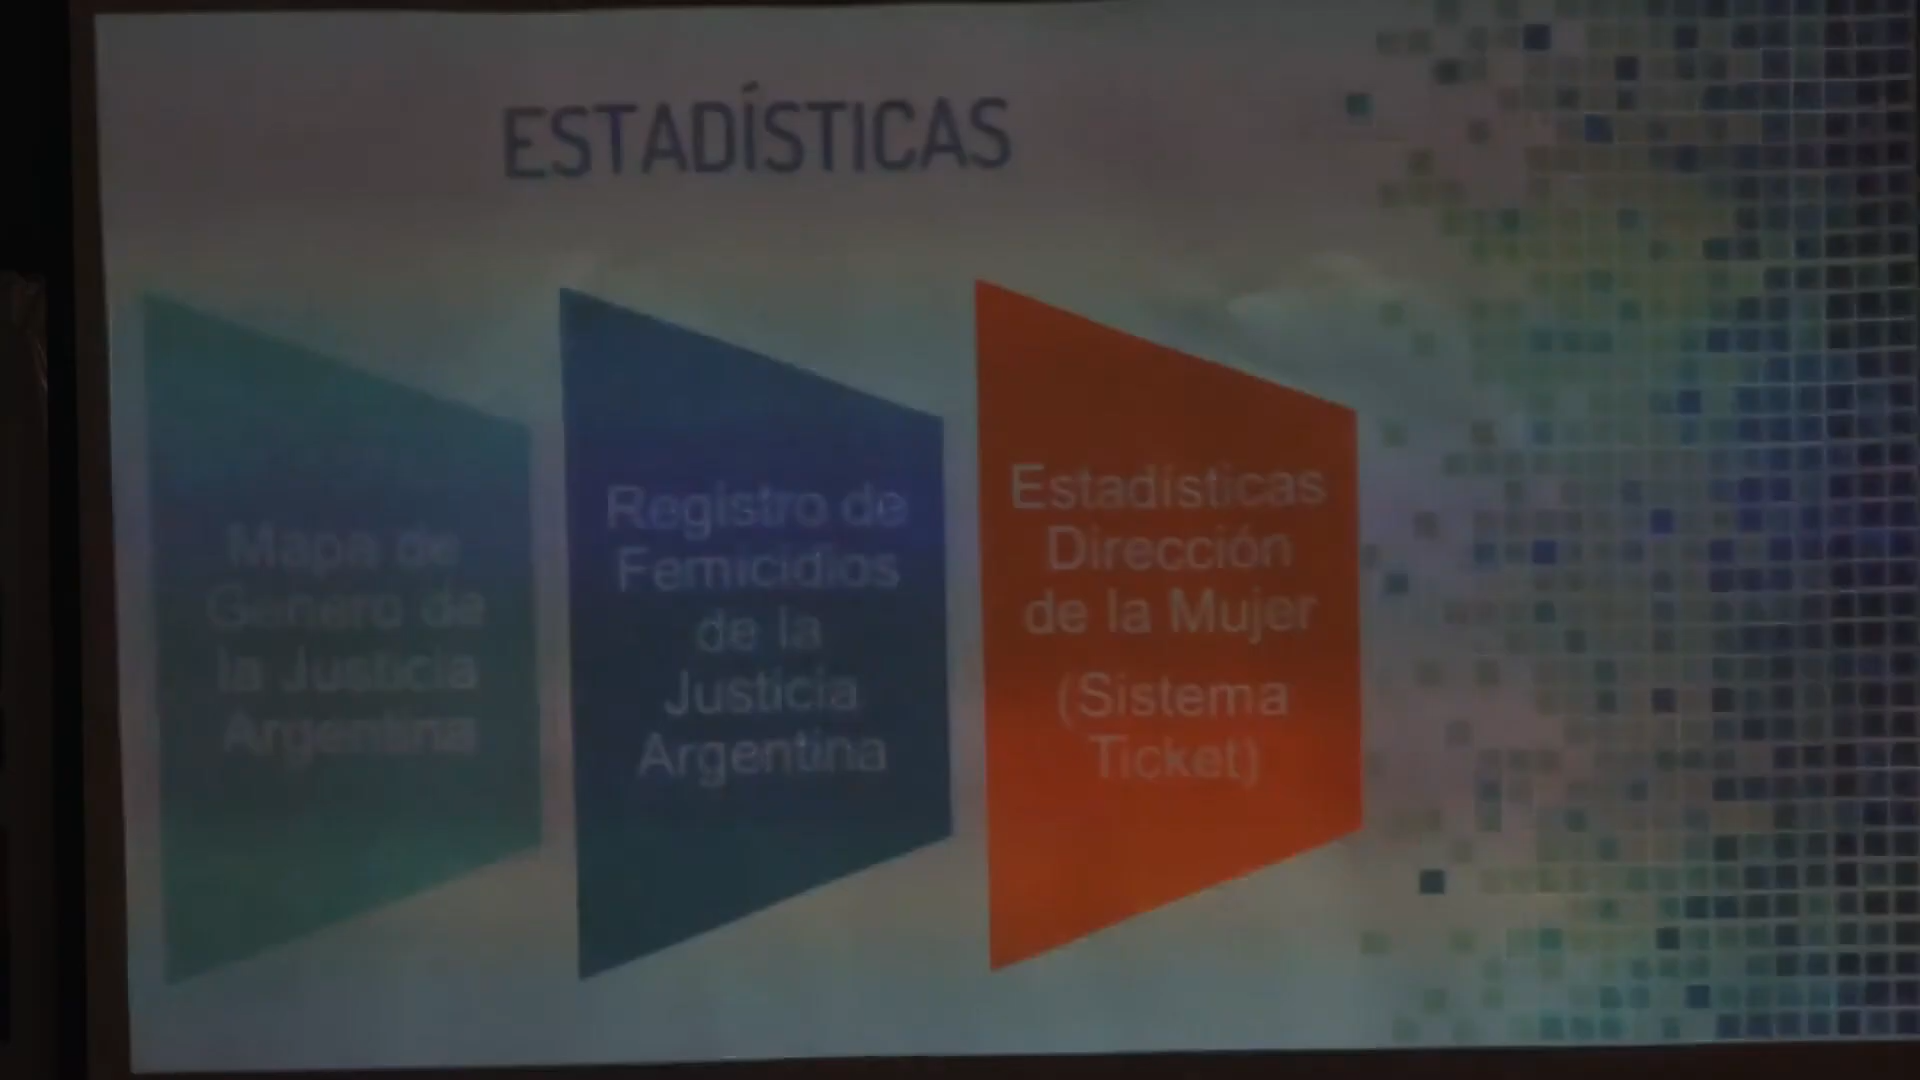 ESTADÍSTICAS
Mapa de
Genero de
la Justicia
Argentina
Registro de
Femicidios
de la
Justicia
Argentina
Estadísticas
Dirección
de la Mujer
(Sistema
Ticket)